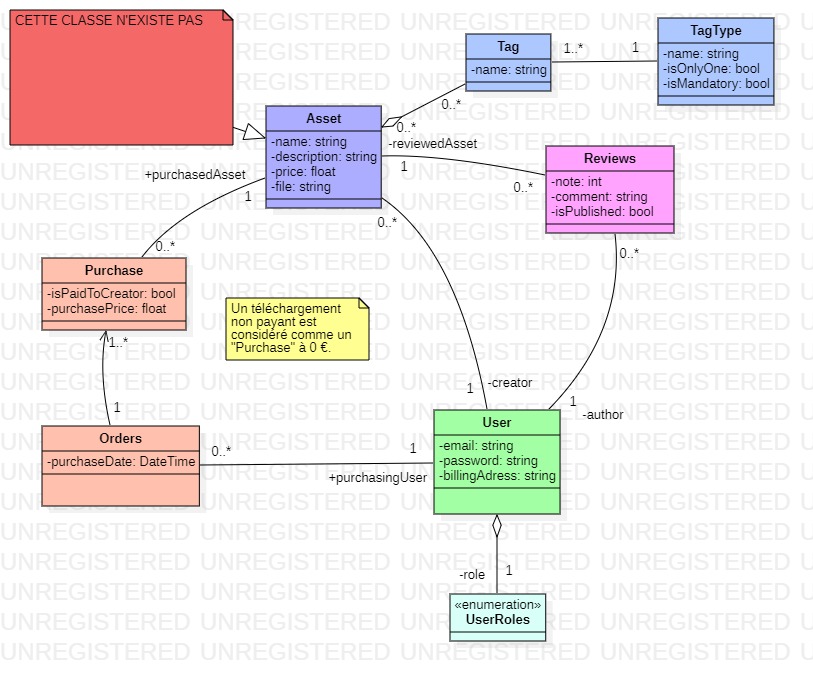 CETTE CLASSE N'EXISTE PAS
Tag
-name: string
1..*
1
TagType
-name: string
-isOnlyOne: bool
-isMandatory: bool
0..*
0..*
Asset
-name: string
-description: string
-price: float
-file: string
-reviewedAsset
1
0..*
Reviews
-note: int
-comment: string
-isPublished: bool
+purchasedAsset
1
0..*
0..*
0..*
Purchase
-isPaidToCreator: bool
-purchasePrice: float
Un téléchargement
non payant est
considéré comme un
"Purchase" à 0 €.
1..*
1
1
-creator
1
-author
Orders
-purchaseDate: DateTime
0..*
1
+purchasingUser
User
-email: string
-password: string
-billingAdress: string
-role
1
«enumeration»
UserRoles
UNREGISTERED